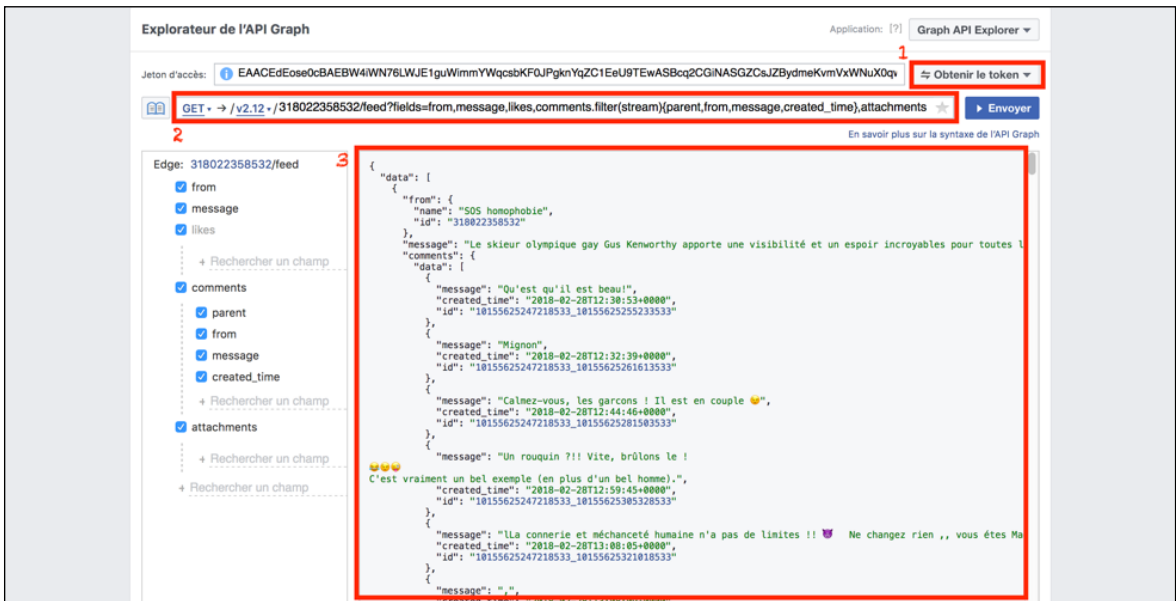 Explorateur de l'API Graph
Application: [?] Graph API Explorer
1
Jeton d'accès: EAACEdEose0cBAEBW4iWN76LWJE1guWimmYWqcsbKF0JPgknYqZC1EeU9TEwASBcq2CGiNASGZCsJZBydmeKvmVxWNuX0qv Obtenir le token
GET → / v2.12 / 318022358532/feed?fields=from,message,likes,comments.filter(stream){parent,from,message,created_time},attachments Envoyer
2
En savoir plus sur la syntaxe de l'API Graph
3
Edge: 318022358532/feed
from
message
likes
+ Rechercher un champ
comments
parent
from
message
created_time
+ Rechercher un champ
attachments
+ Rechercher un champ
+ Rechercher un champ
{
"data": [
{
"from": {
"name": "SOS homophobie",
"id": "318022358532"
},
"message": "Le skieur olympique gay Gus Kenworthy apporte une visibilité et un espoir incroyables pour toutes l
"comments": {
"data": [
{
"message": "Qu'est qu'il est beau!",
"created_time": "2018-02-28T12:30:53+0000",
"id": "10155625247218533_10155625255233533"
},
{
"message": "Mignon",
"created_time": "2018-02-28T12:32:39+0000",
"id": "10155625247218533_10155625261613533"
},
{
"message": "Calmez-vous, les garcons ! Il est en couple 😉",
"created_time": "2018-02-28T12:44:46+0000",
"id": "10155625247218533_10155625281503533"
},
{
"message": "Un rouquin ?!! Vite, brûlons le !
😂😉😜
C'est vraiment un bel exemple (en plus d'un bel homme).",
"created_time": "2018-02-28T12:59:45+0000",
"id": "10155625247218533_10155625305328533"
},
{
"message": "lLa connerie et méchanceté humaine n'a pas de limites !! 😈 Ne changez rien ,, vous étes Ma
"created_time": "2018-02-28T13:08:05+0000",
"id": "10155625247218533_10155625321018533"
},
{
"message": ",",